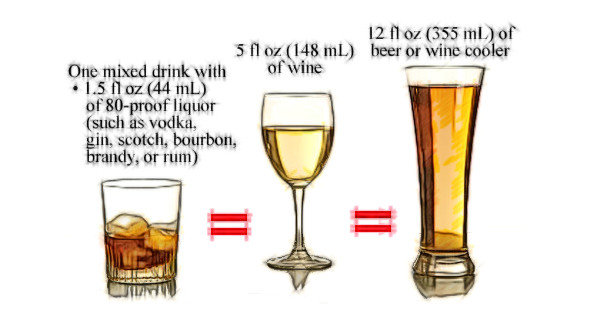 One mixed drink with
• 1.5 fl oz (44 mL)
of 80-proof liquor
(such as vodka,
gin, scotch, bourbon,
brandy, or rum)
5 fl oz (148 mL)
of wine
12 fl oz (355 mL) of
beer or wine cooler
=
=